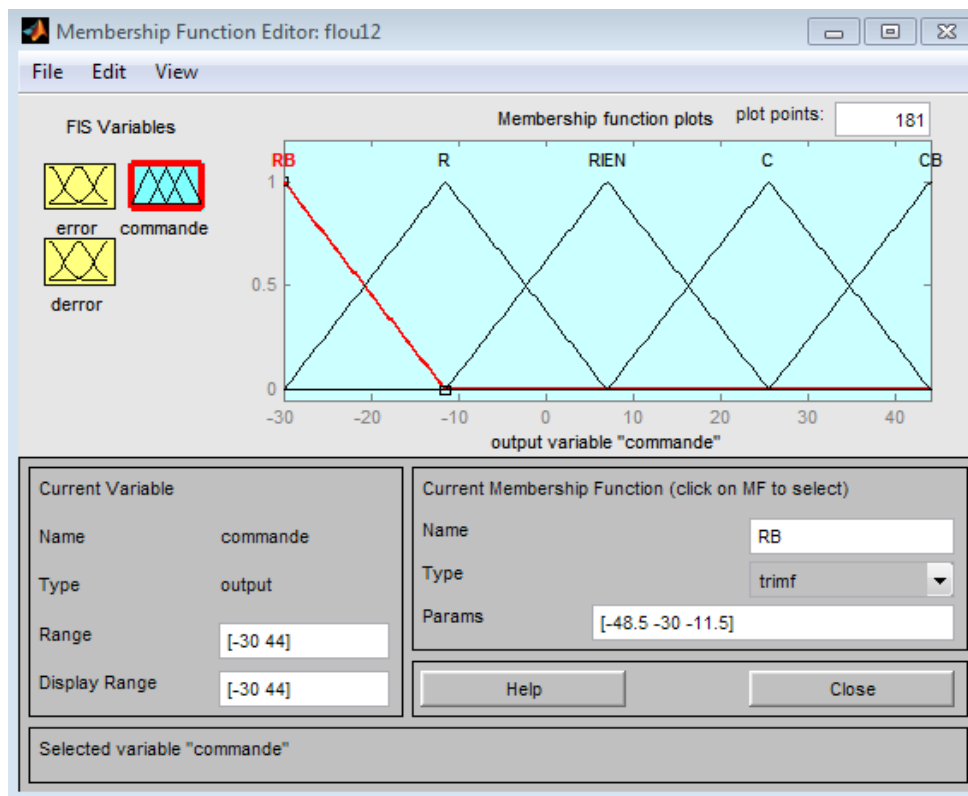 Membership Function Editor: flou12
File Edit View
FIS Variables
Membership function plots plot points: 181
error commande
derror
RB R RIEN C CB
1
0.5
0
-30 -20 -10 0 10 20 30 40
output variable "commande"
Current Variable
Name commande
Type output
Range [-30 44]
Display Range [-30 44]
Current Membership Function (click on MF to select)
Name RB
Type trimf
Params [-48.5 -30 -11.5]
Help Close
Selected variable "commande"